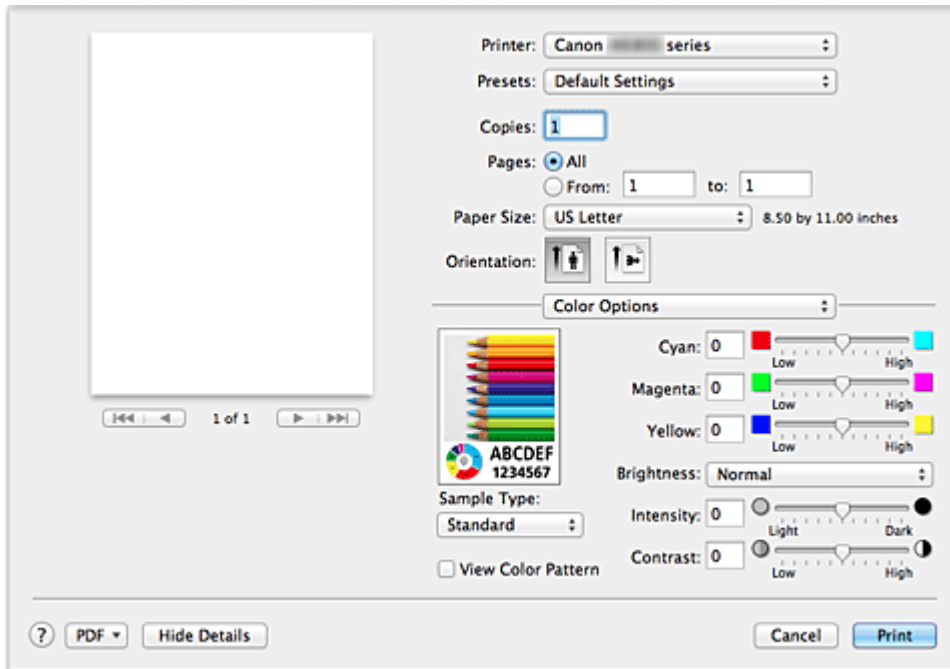 Printer: Canon series
Presets: Default Settings
Copies: 1
Pages: All
From: 1 to: 1
Paper Size: US Letter 8.50 by 11.00 inches
Orientation:
Color Options
1 of 1
ABCDEF
1234567
Sample Type:
Standard
View Color Pattern
Cyan: 0
Low High
Magenta: 0
Low High
Yellow: 0
Low High
Brightness: Normal
Intensity: 0
Light Dark
Contrast: 0
Low High
? PDF Hide Details Cancel Print